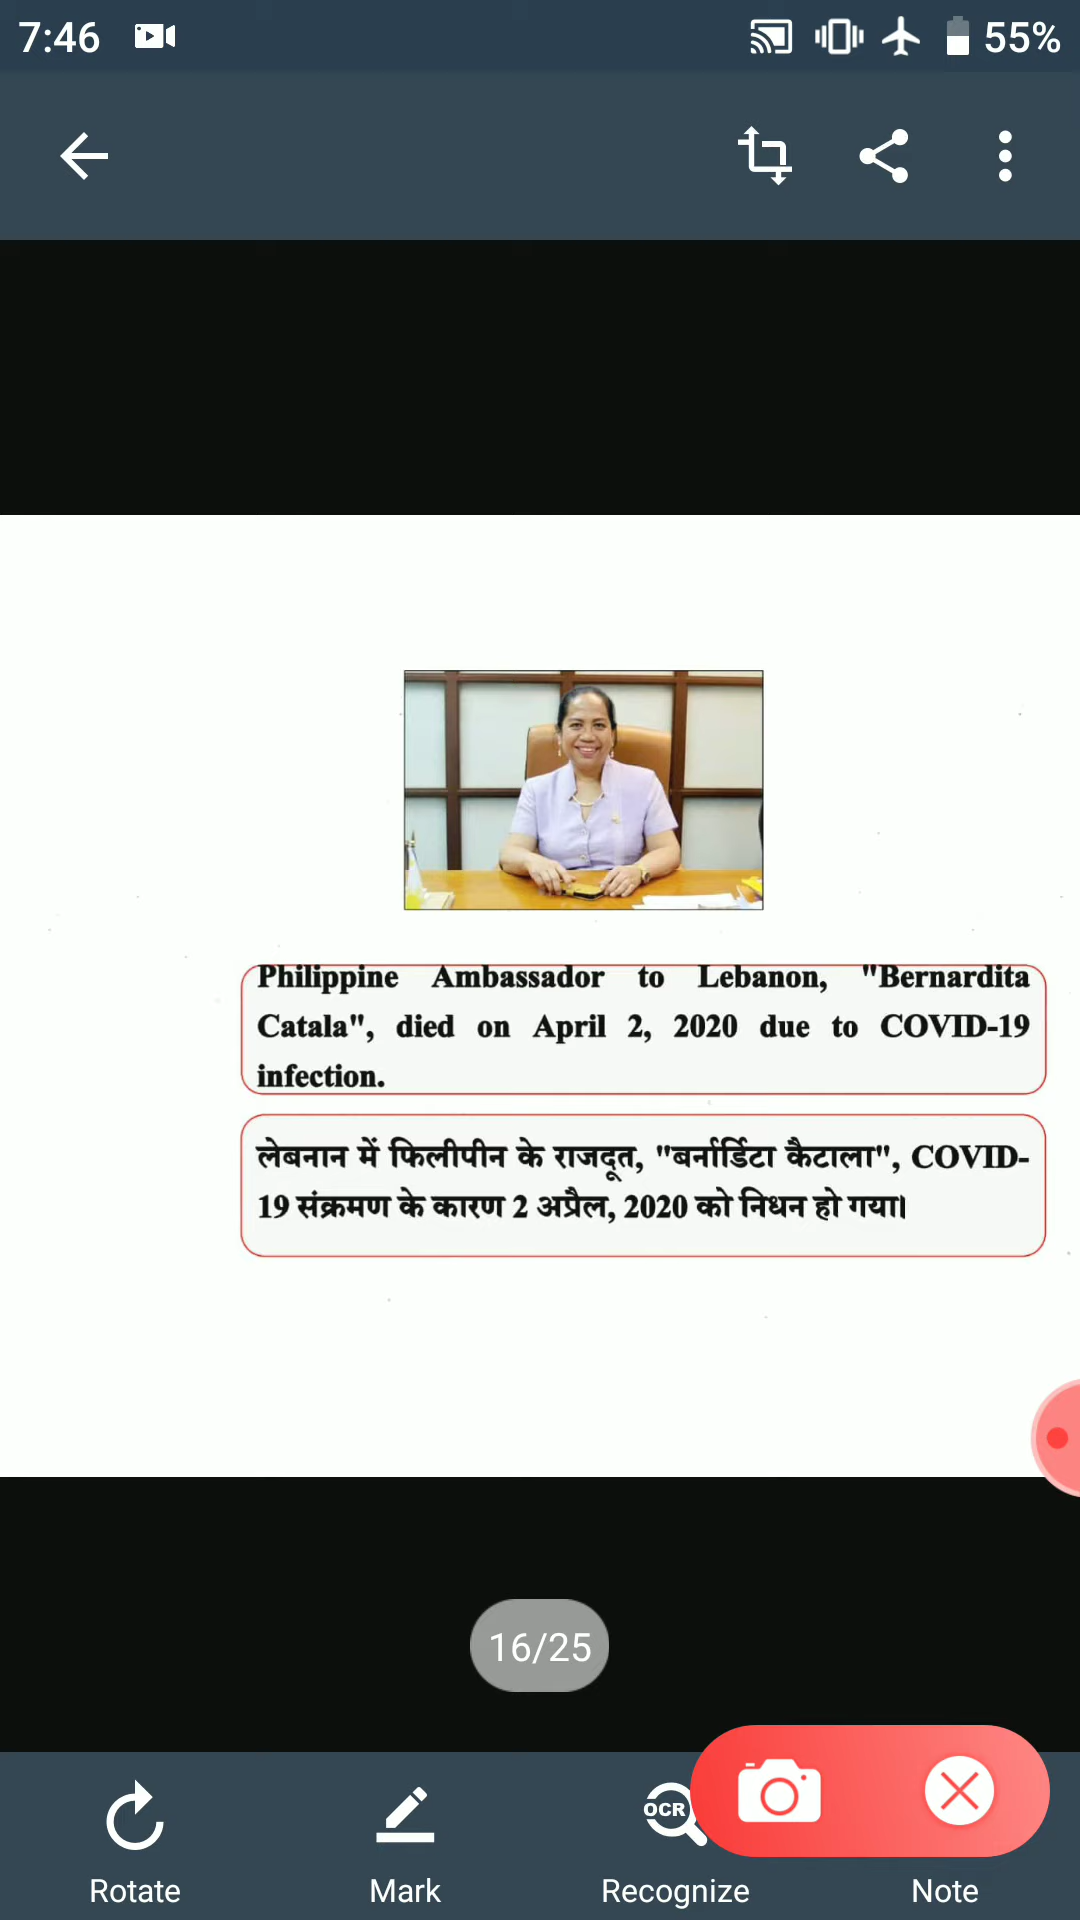 7:46
55%
Philippine Ambassador to Lebanon, "Bernardita
Catala", died on April 2, 2020 due to COVID-19
infection.
लेबनान में फिलीपीन के राजदूत, "बर्नार्डिटा कैटाला", COVID-
19 संक्रमण के कारण 2 अप्रैल, 2020 को निधन हो गया।
16/25
OCR
Rotate
Mark
Recognize
Note